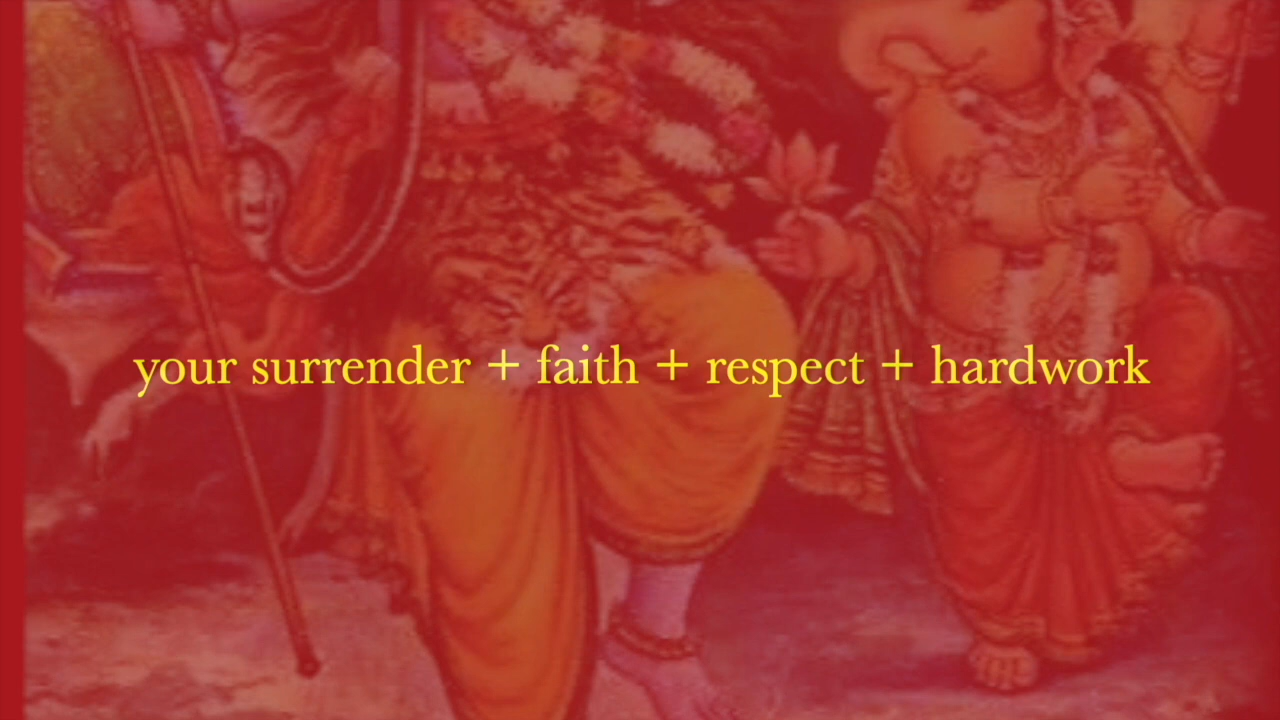 your surrender + faith + respect + hardwork